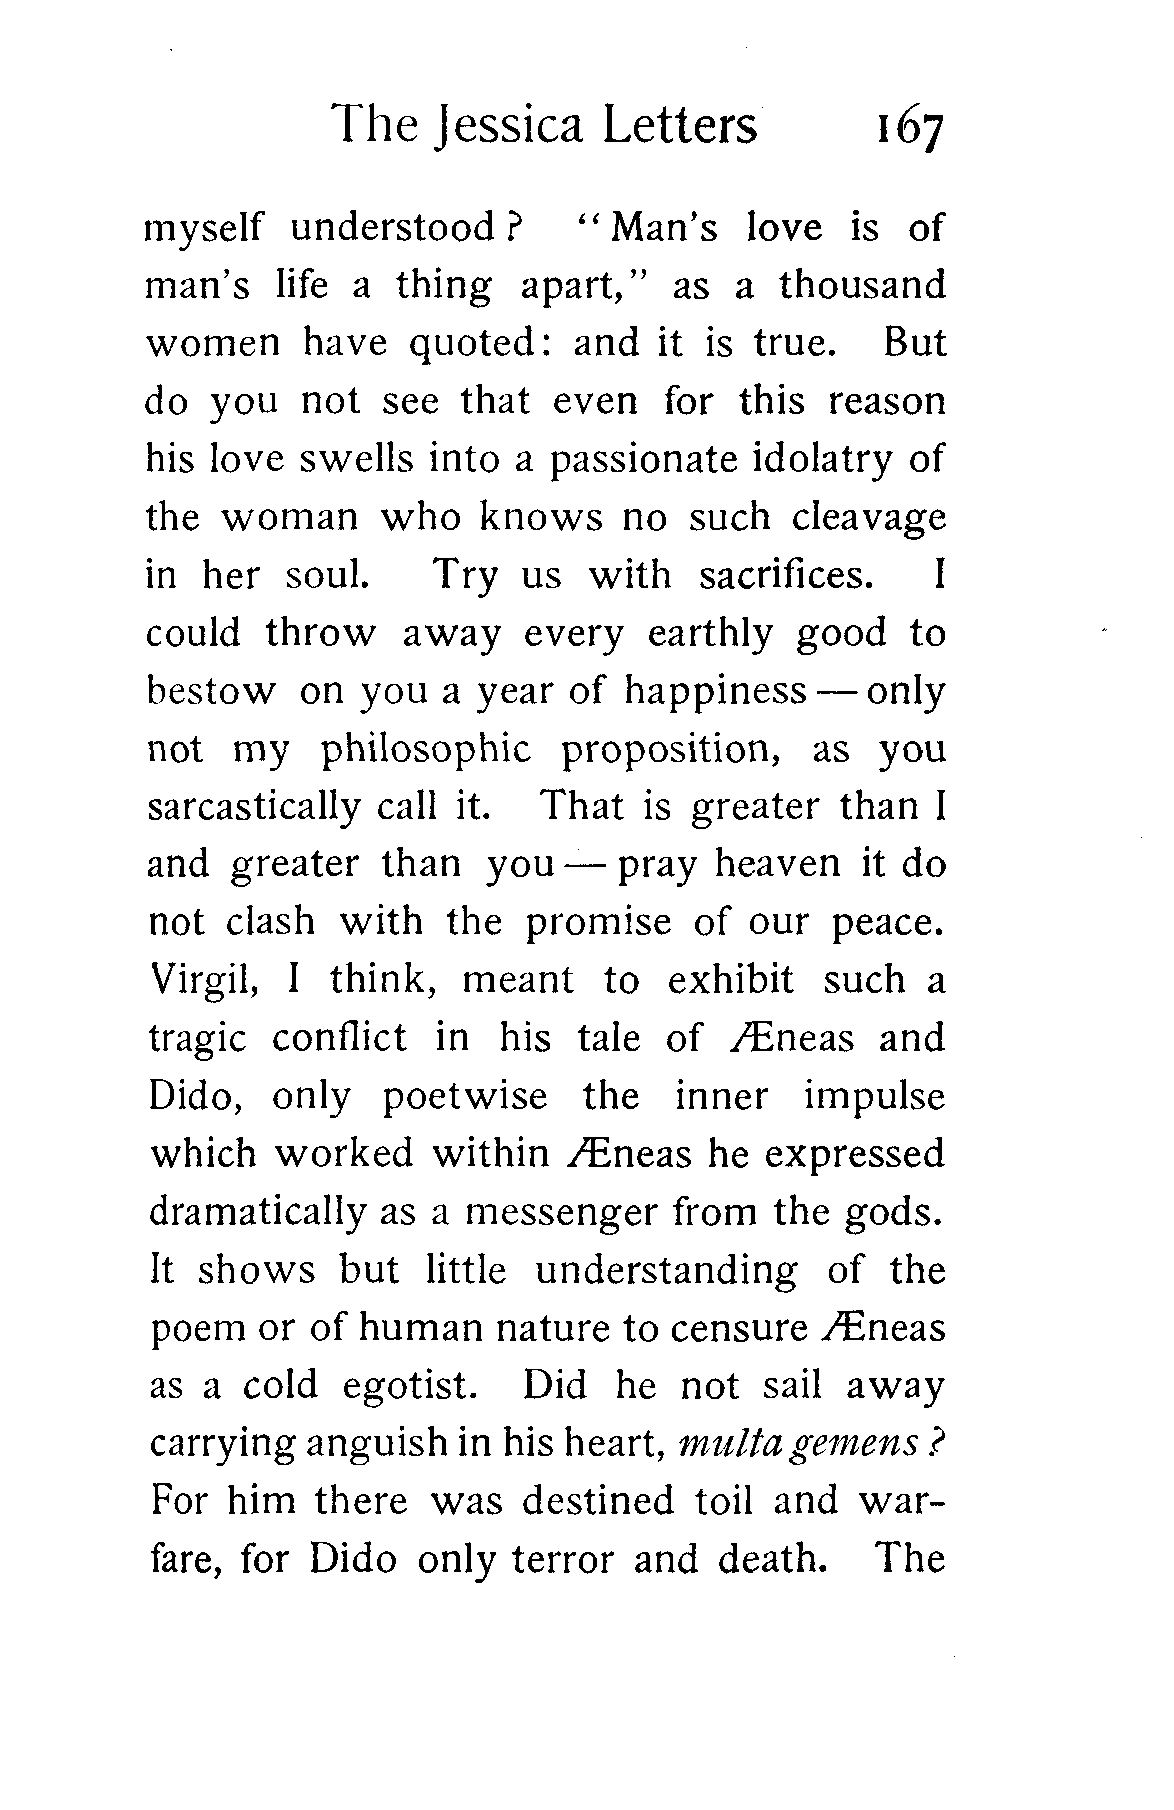 The Jessica Letters 167
myself understood? "Man's love is of
man's life a thing apart," as a thousand
women have quoted: and it is true. But
do you not see that even for this reason
his love swells into a passionate idolatry of
the woman who knows no such cleavage
in her soul. Try us with sacrifices. I
could throw away every earthly good to
bestow on you a year of happiness — only
not my philosophic proposition, as you
sarcastically call it. That is greater than I
and greater than you — pray heaven it do
not clash with the promise of our peace.
Virgil, I think, meant to exhibit such a
tragic conflict in his tale of Æneas and
Dido, only poetwise the inner impulse
which worked within Æneas he expressed
dramatically as a messenger from the gods.
It shows but little understanding of the
poem or of human nature to censure Æneas
as a cold egotist. Did he not sail away
carrying anguish in his heart, multa gemens?
For him there was destined toil and war-
fare, for Dido only terror and death. The